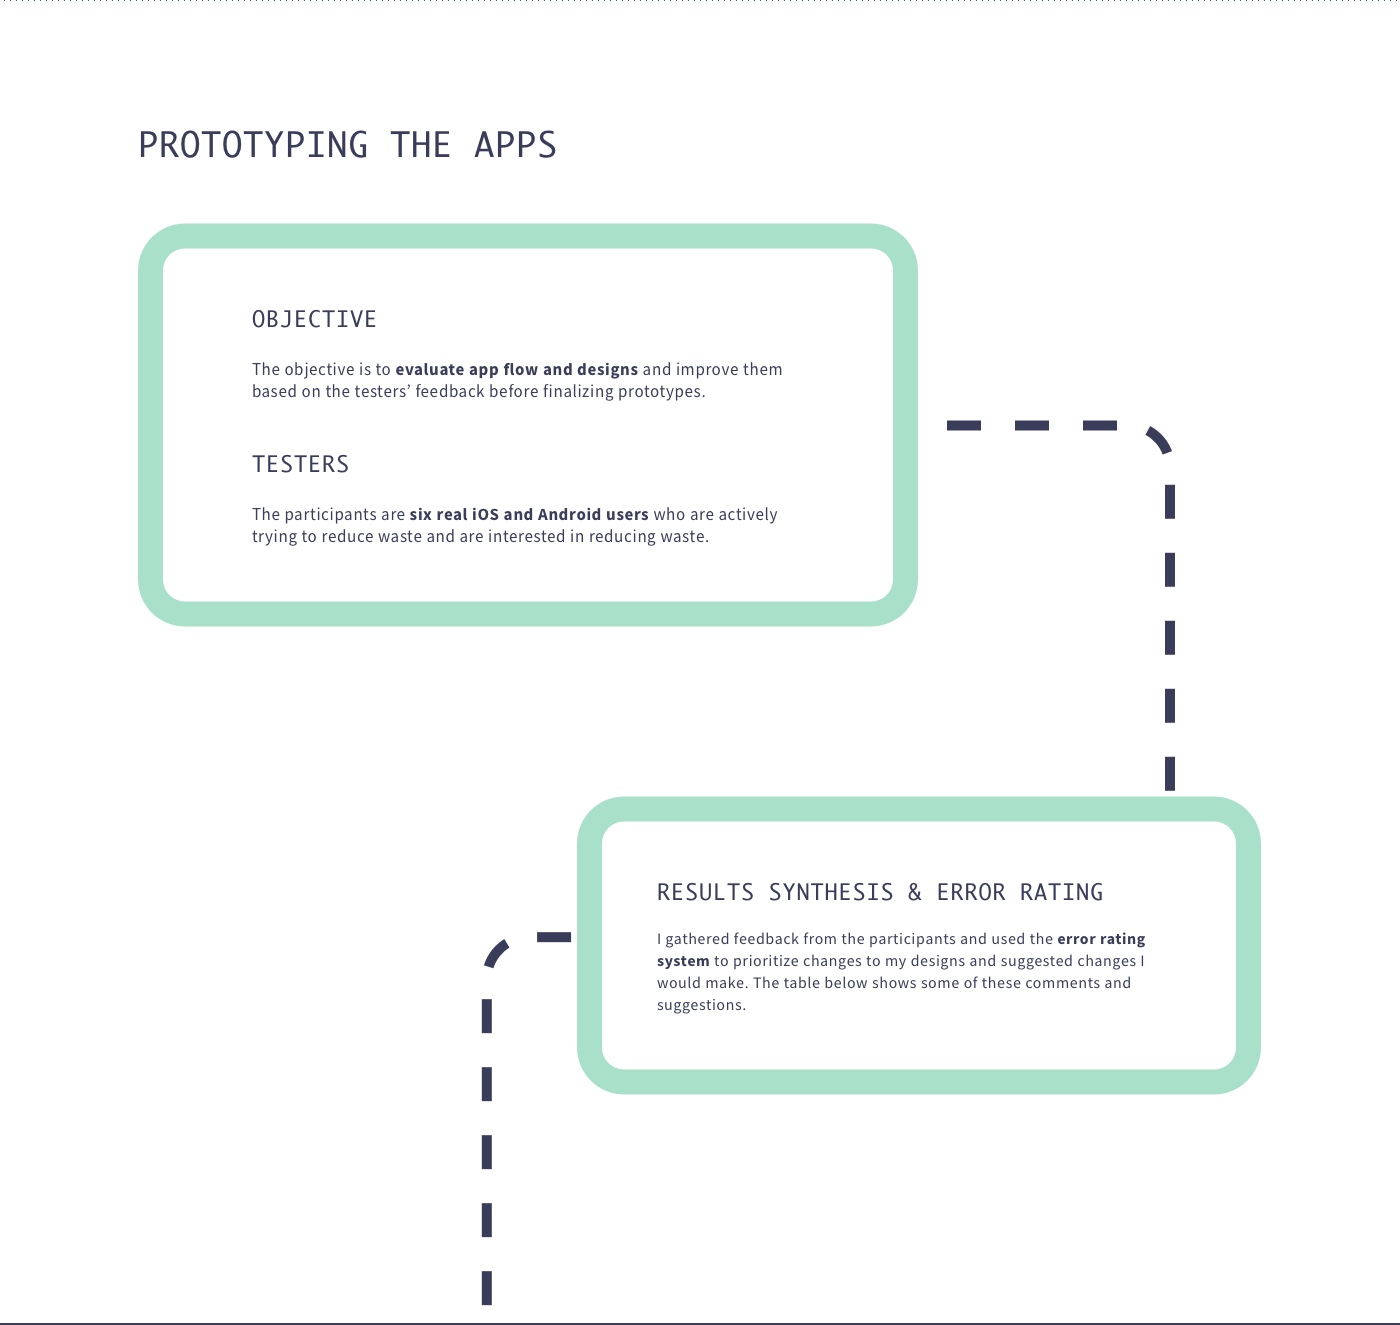 PROTOTYPING THE APPS
OBJECTIVE
The objective is to evaluate app flow and designs and improve them
based on the testers’ feedback before finalizing prototypes.
TESTERS
The participants are six real iOS and Android users who are actively
trying to reduce waste and are interested in reducing waste.
RESULTS SYNTHESIS & ERROR RATING
I gathered feedback from the participants and used the error rating
system to prioritize changes to my designs and suggested changes I
would make. The table below shows some of these comments and
suggestions.